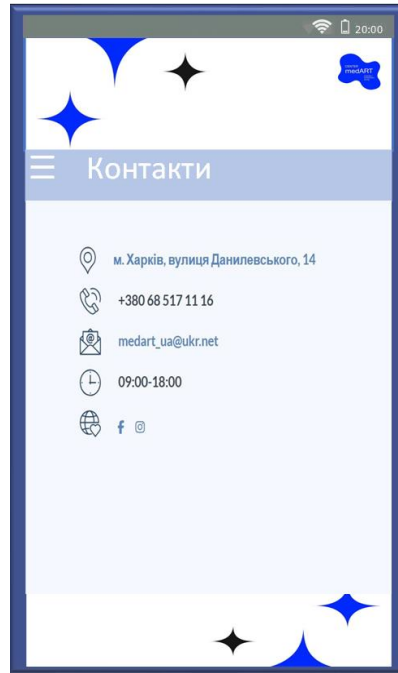 20:00
medART
Контакти
м. Харків, вулиця Данилевського, 14
+380 68 517 11 16
medart_ua@ukr.net
09:00-18:00